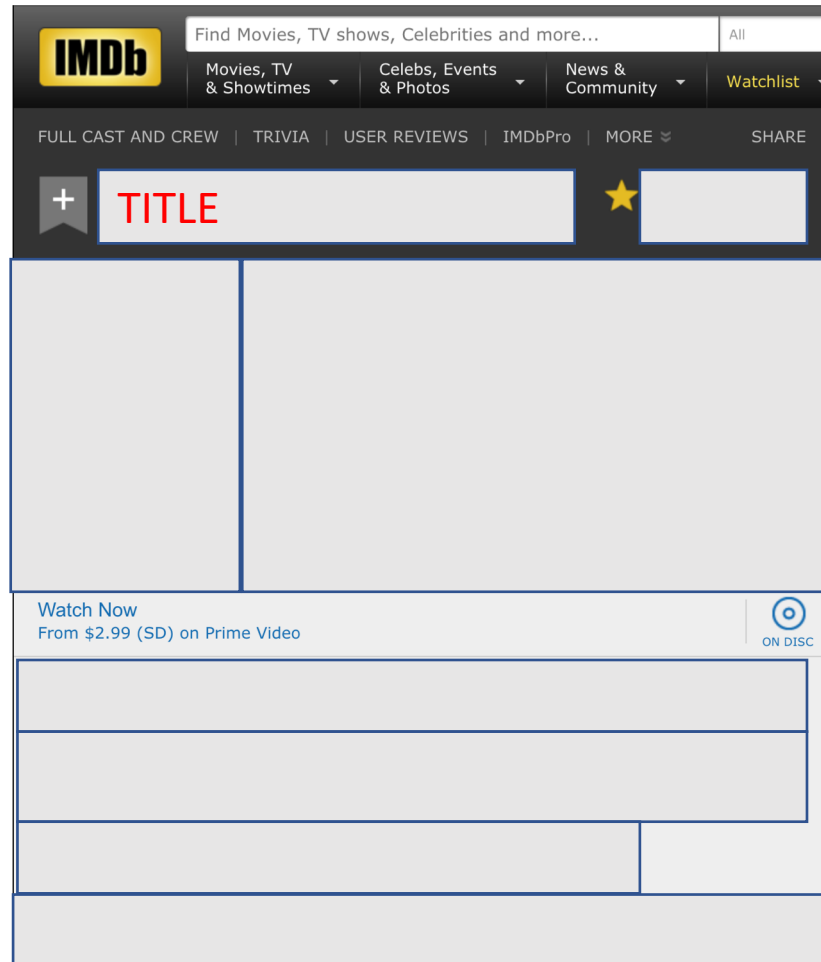 IMDb
Find Movies, TV shows, Celebrities and more...
All
Movies, TV
& Showtimes
Celebs, Events
& Photos
News &
Community
Watchlist
FULL CAST AND CREW | TRIVIA | USER REVIEWS | IMDbPro | MORE
SHARE
+
TITLE
Watch Now
From $2.99 (SD) on Prime Video
ON DISC